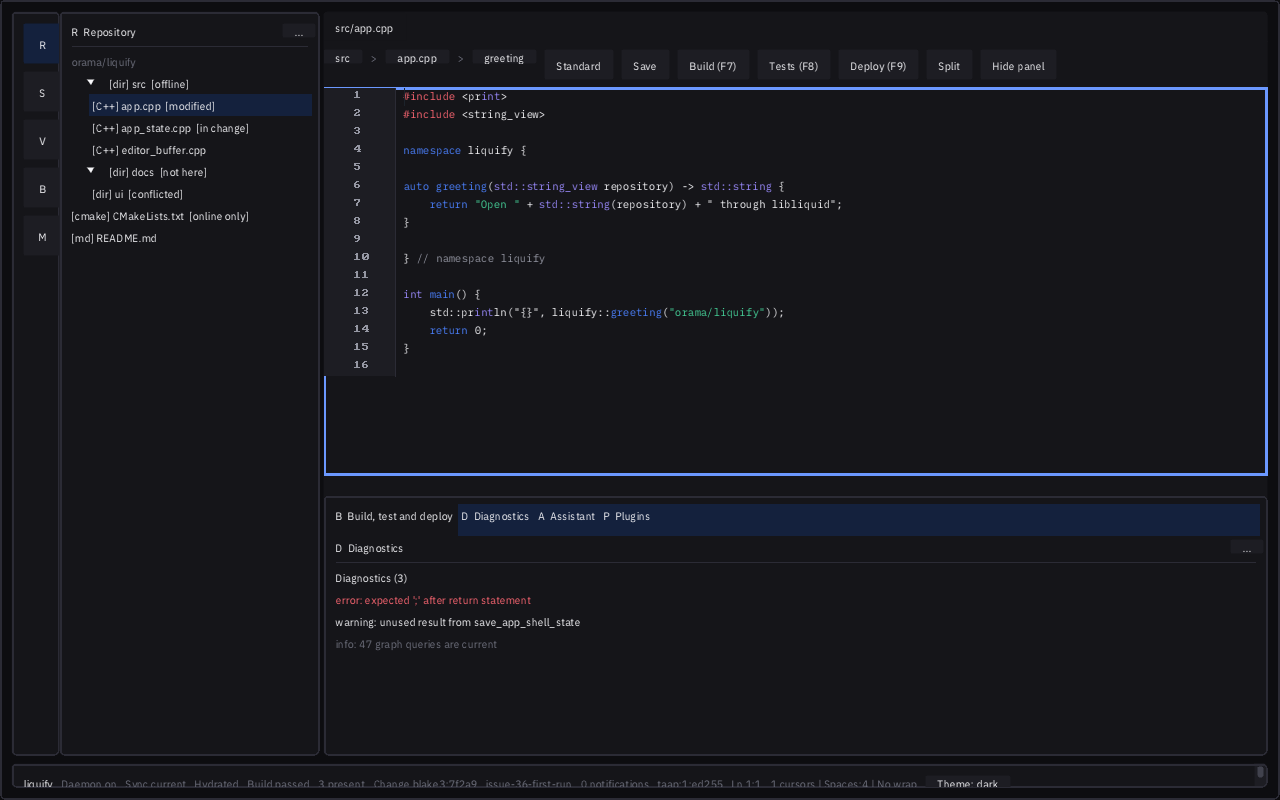 R
S
V
B
M
R Repository
...
orama/liquify
▼ [dir] src [offline]
[C++] app.cpp [modified]
[C++] app_state.cpp [in change]
[C++] editor_buffer.cpp
▼ [dir] docs [not here]
[dir] ui [conflicted]
[cmake] CMakeLists.txt [online only]
[md] README.md
src/app.cpp
src > app.cpp > greeting Standard Save Build (F7) Tests (F8) Deploy (F9) Split Hide panel
1 #include <print>
2 #include <string_view>
3
4 namespace liquify {
5
6 auto greeting(std::string_view repository) -> std::string {
7 return "Open " + std::string(repository) + " through libliquid";
8 }
9
10 } // namespace liquify
11
12 int main() {
13 std::println("{}", liquify::greeting("orama/liquify"));
14 return 0;
15 }
16
B Build, test and deploy D Diagnostics A Assistant P Plugins
D Diagnostics ...
Diagnostics (3)
error: expected ';' after return statement
warning: unused result from save_app_shell_state
info: 47 graph queries are current
liquify Daemon on Sync current Hydrated Build passed 3 present Change blake3:7f2a9 issue-36-first-run 0 notifications taap:1:ed255 Ln 1:1 1 cursors | Spaces:4 | No wrap Theme: dark